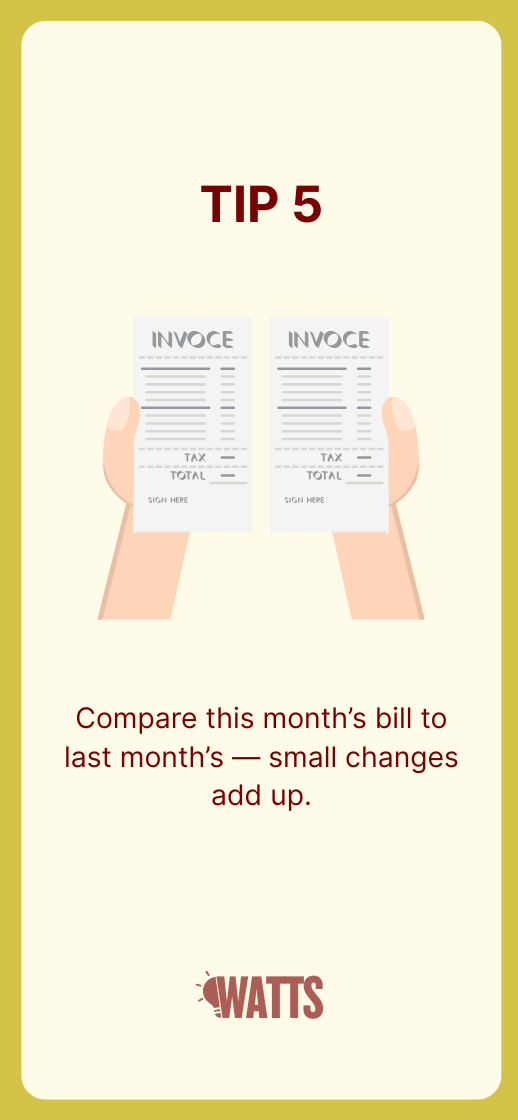 TIP 5
INVOCE
TAX
TOTAL
SIGN HERE
INVOCE
TAX
TOTAL
SIGN HERE
Compare this month’s bill to
last month’s — small changes
add up.
WATTS